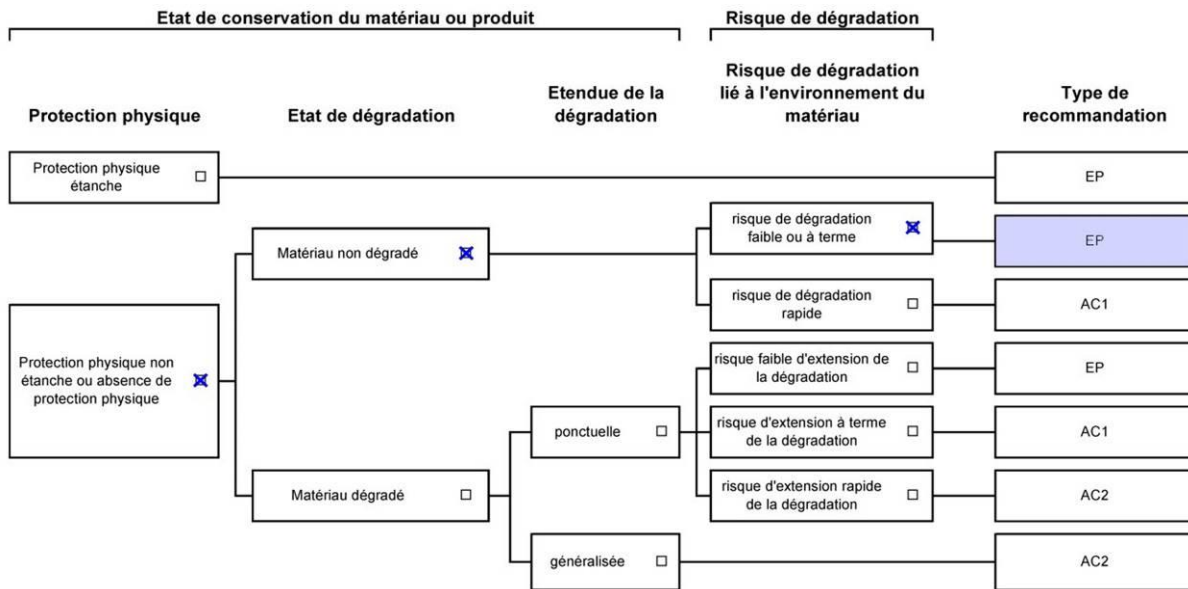 Etat de conservation du matériau ou produit
Risque de dégradation
Protection physique
Etat de dégradation
Etendue de la
dégradation
Risque de dégradation
lié à l'environnement du
matériau
Type de
recommandation
Protection physique
étanche
EP
risque de dégradation
faible ou à terme
EP
Matériau non dégradé
risque de dégradation
rapide
AC1
Protection physique non
étanche ou absence de
protection physique
risque faible d'extension de
la dégradation
EP
ponctuelle
risque d'extension à terme
de la dégradation
AC1
Matériau dégradé
risque d'extension rapide
de la dégradation
AC2
généralisée
AC2